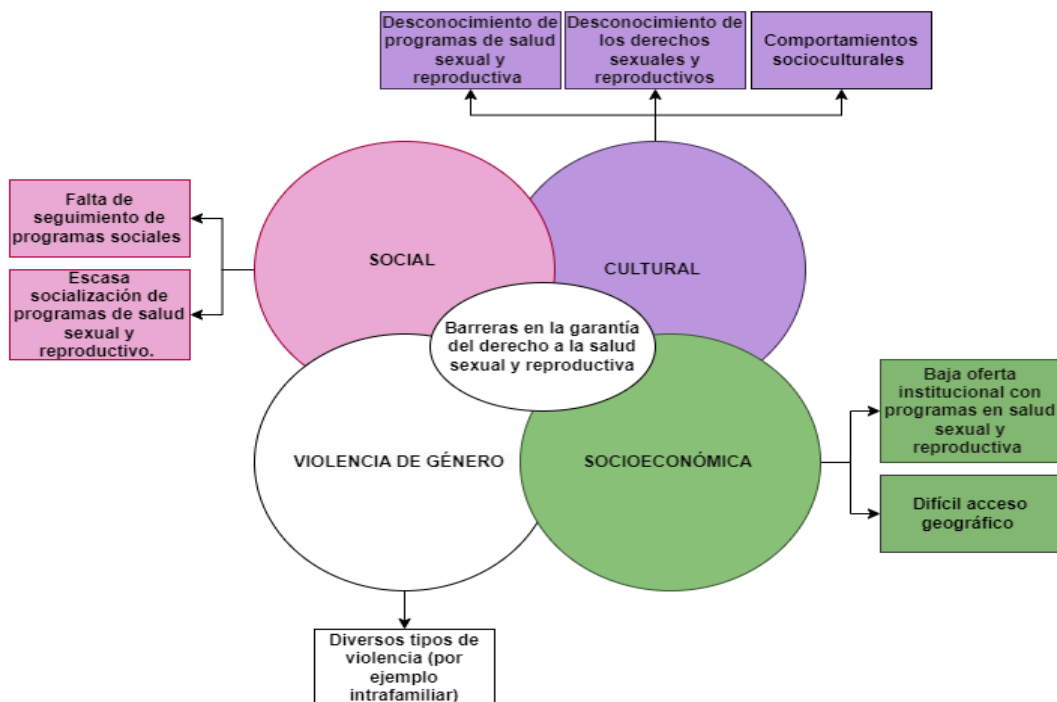 Desconocimiento de
programas de salud
sexual y
reproductiva
Desconocimiento de
los derechos
sexuales y
reproductivos
Comportamientos
socioculturales
Falta de
seguimiento de
programas sociales
Escasa
socialización de
programas de salud
sexual y
reproductivo.
SOCIAL
CULTURAL
Barreras en la garantía
del derecho a la salud
sexual y reproductiva
VIOLENCIA DE GÉNERO
SOCIOECONÓMICA
Baja oferta
institucional con
programas en salud
sexual y
reproductiva
Difícil acceso
geográfico
Diversos tipos de
violencia (por
ejemplo
intrafamiliar)